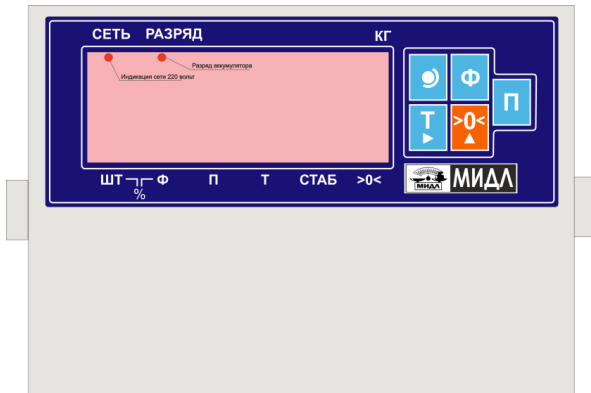 СЕТЬ РАЗРЯД КГ
Разряд аккумулятора
Индикация сети 220 вольт
Ф
П
Т >0<
ШТ Ф П Т СТАБ >0<
%
МИДЛ МИДЛ